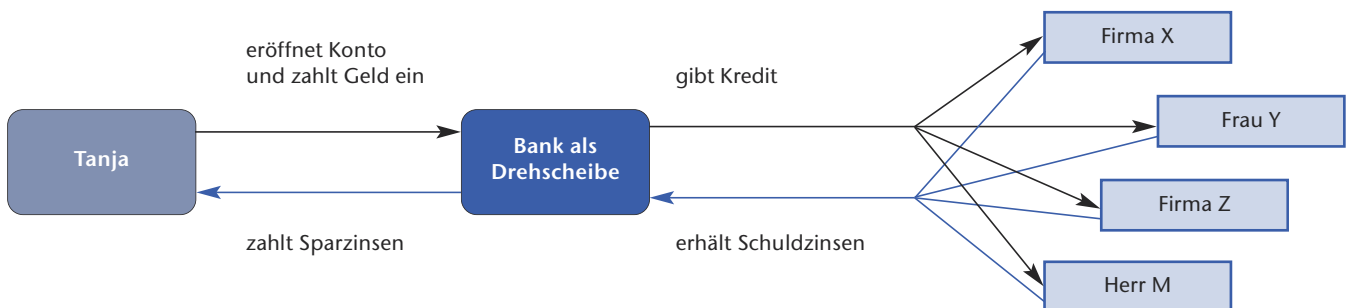 eröffnet Konto
und zahlt Geld ein
gibt Kredit
Firma X
Frau Y
Tanja
Bank als
Drehscheibe
Firma Z
zahlt Sparzinsen
erhält Schuldzinsen
Herr M